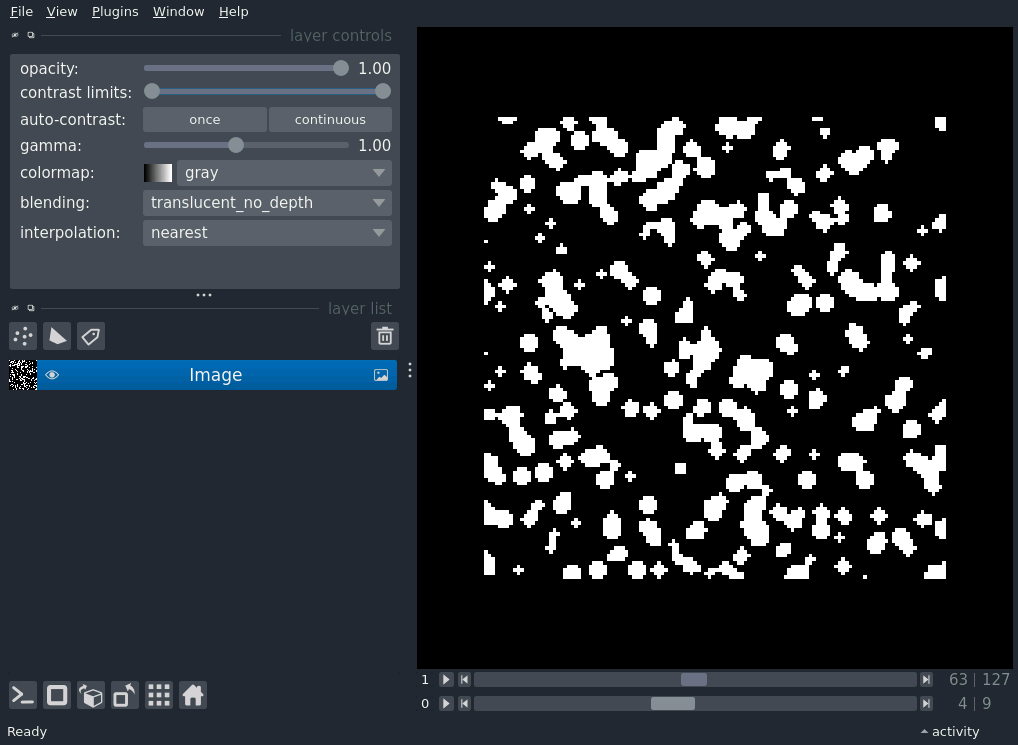 File View Plugins Window Help
layer controls
opacity: 1.00
contrast limits:
auto-contrast: once continuous
gamma: 1.00
colormap: gray
blending: translucent_no_depth
interpolation: nearest
layer list
Image
1 63 | 127
0 4 | 9
Ready activity